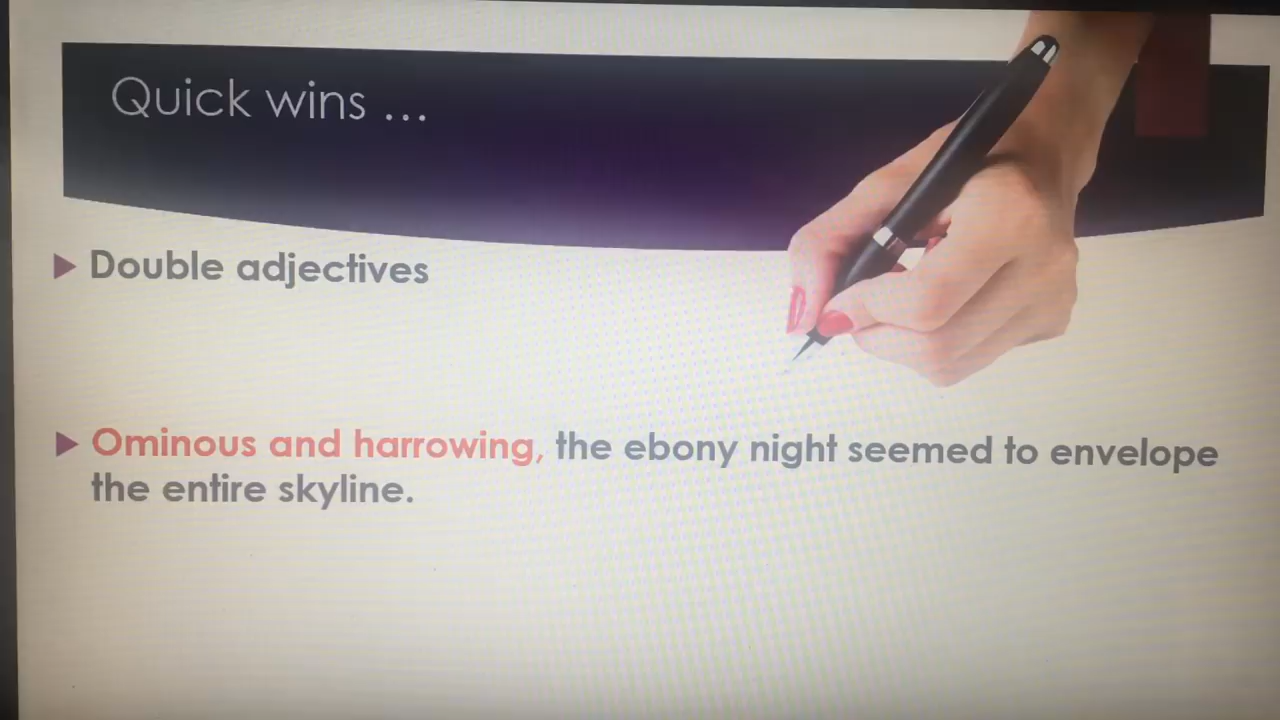 Quick wins ...
Double adjectives
Ominous and harrowing, the ebony night seemed to envelope
the entire skyline.